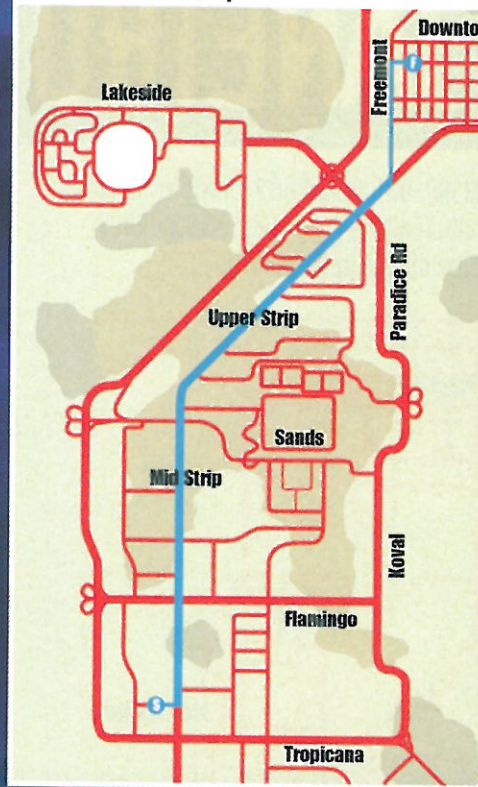 Downto
Freemont
F
Lakeside
Paradice Rd
Upper Strip
Sands
Mid Strip
Koval
Flamingo
S
Tropicana